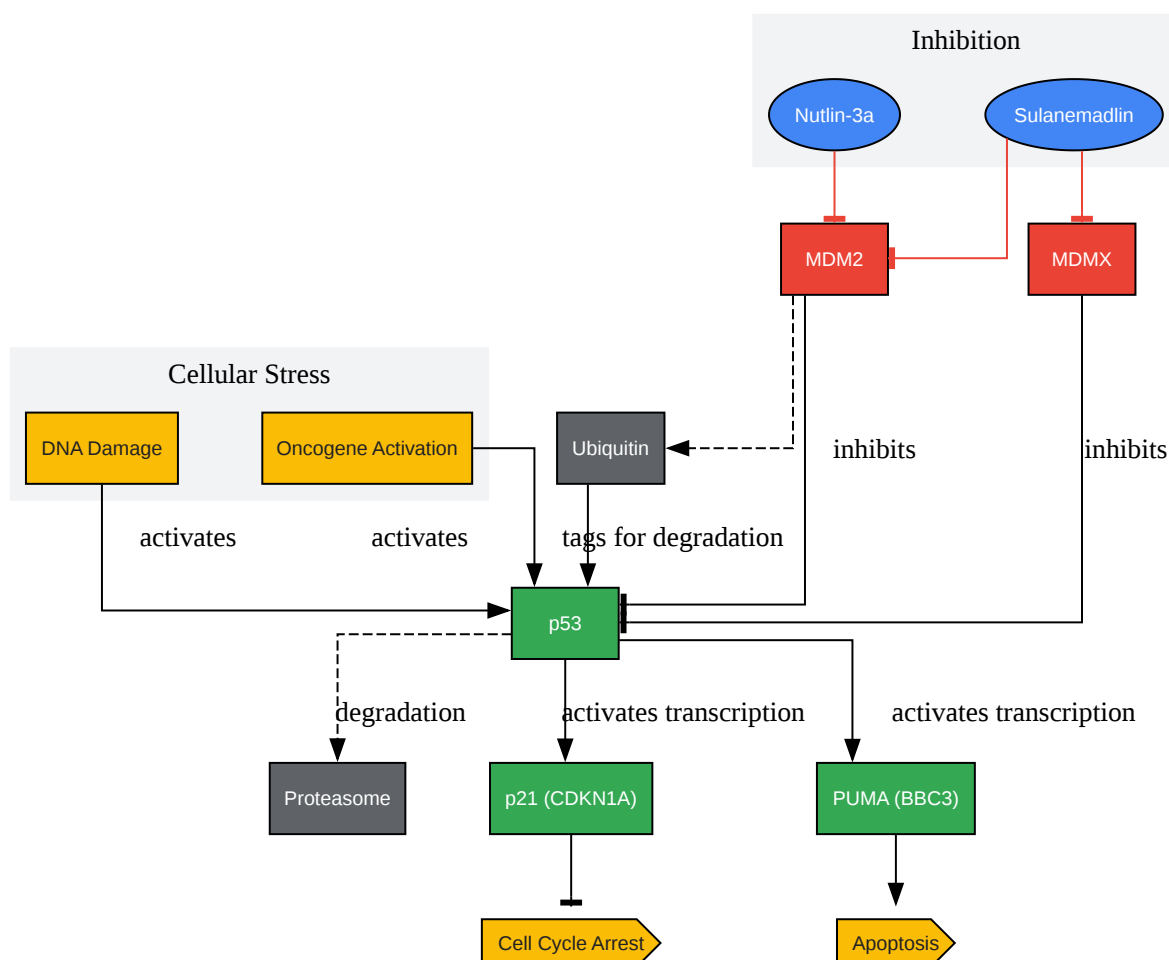 Inhibition
Nutlin-3a
Sulanemadlin
MDM2
MDMX
Cellular Stress
DNA Damage
Oncogene Activation
Ubiquitin
inhibits
inhibits
activates
activates
tags for degradation
p53
degradation
activates transcription
activates transcription
Proteasome
p21 (CDKN1A)
PUMA (BBC3)
Cell Cycle Arrest
Apoptosis